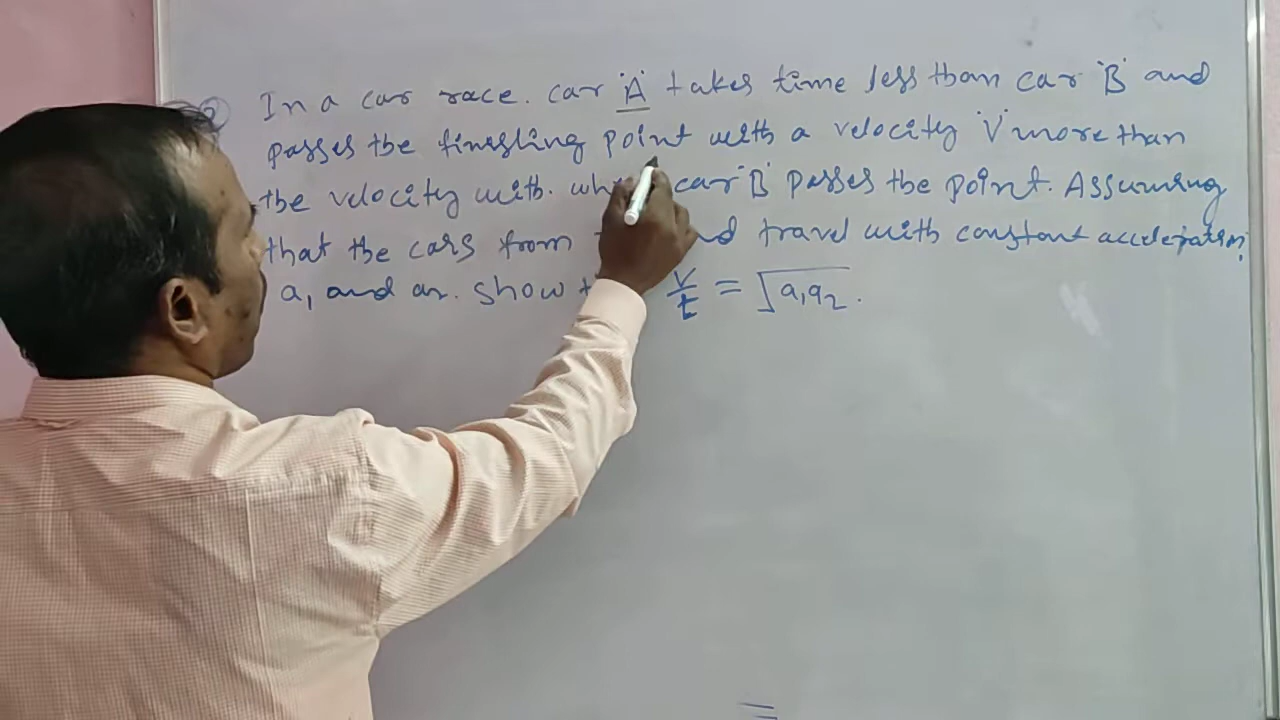 In a car race. car 'A' takes time less than car 'B' and
passes the finishing point with a velocity 'V' more than
the velocity with. car 'B' passes the point. Assuming
that the cars from travel with constant acceleration,
a₁ and a₂. show V/t = √a₁a₂.